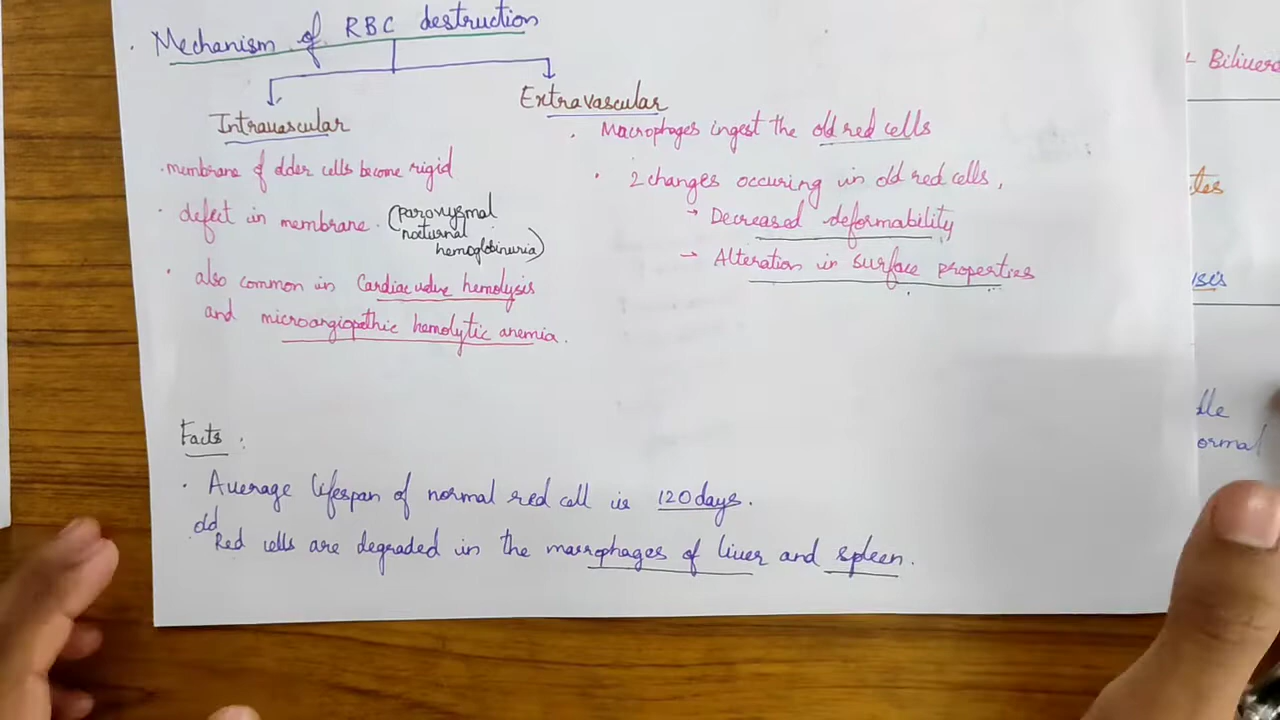 . Mechanism of RBC destruction
Intravascular
.membrane of older cells become rigid
. defect in membrane. (paroxysmal
noturnal
hemoglobinuria)
. also common in Cardiac valve hemolysis
and microangiopathic hemolytic anemia.
Extravascular
. Macrophages ingest the old red cells
. 2 changes occuring in old red cells,
→ Decreased deformability
→ Alteration in surface properties
Facts :
. Average lifespan of normal red cell is 120 days.
old
Red cells are degraded in the macrophages of liver and spleen.
ormal